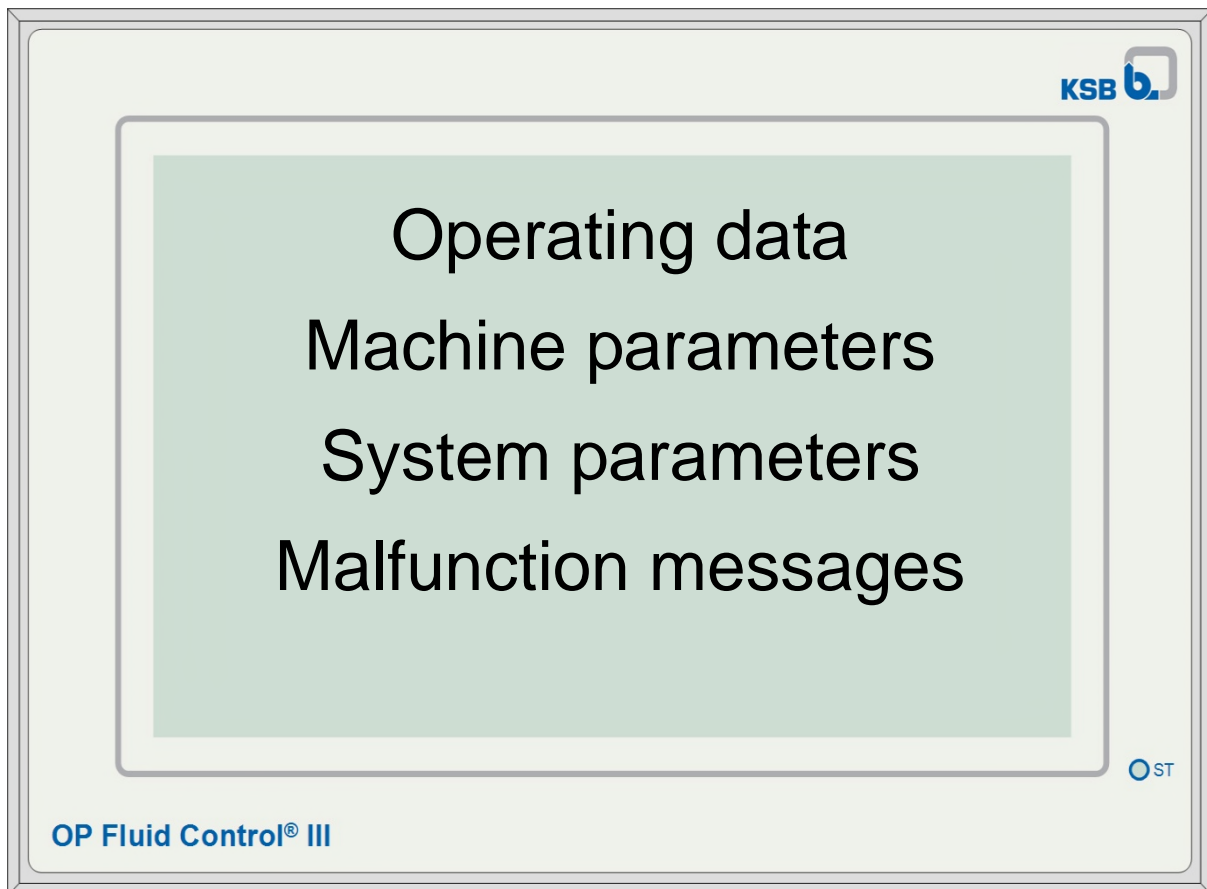 KSB b.
Operating data
Machine parameters
System parameters
Malfunction messages
ST
OP Fluid Control® III